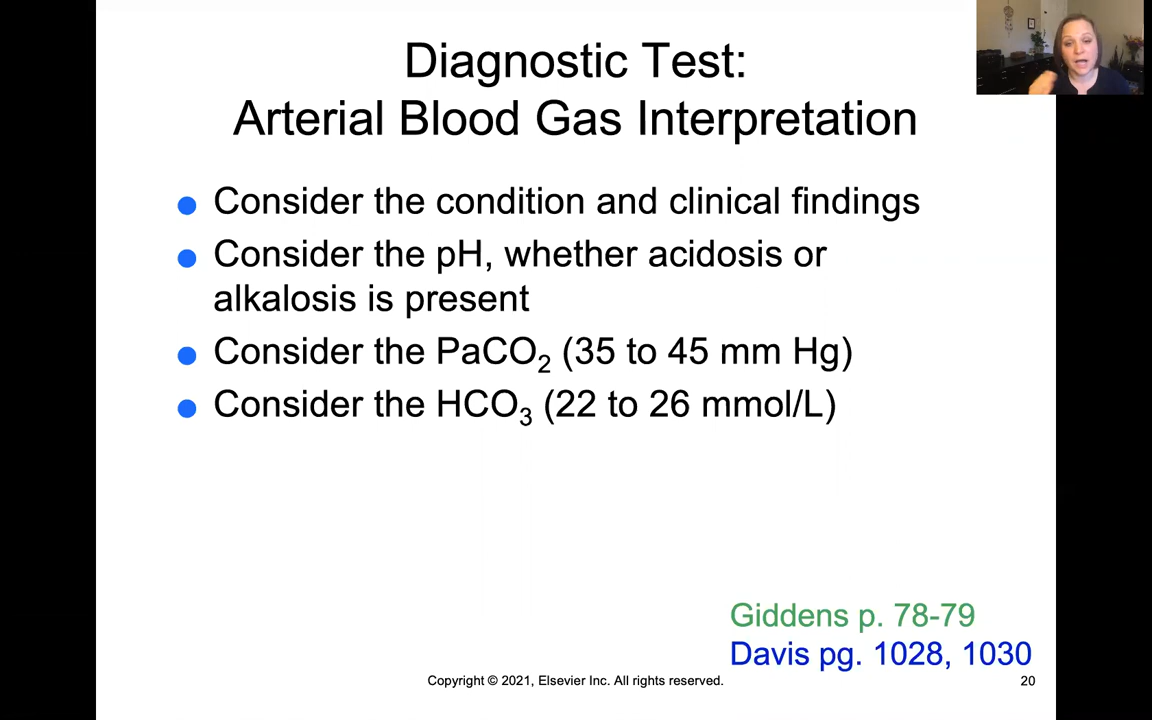 Diagnostic Test:
Arterial Blood Gas Interpretation
● Consider the condition and clinical findings
● Consider the pH, whether acidosis or
alkalosis is present
● Consider the PaCO₂ (35 to 45 mm Hg)
● Consider the HCO₃ (22 to 26 mmol/L)
Giddens p. 78-79
Davis pg. 1028, 1030
Copyright © 2021, Elsevier Inc. All rights reserved.
20